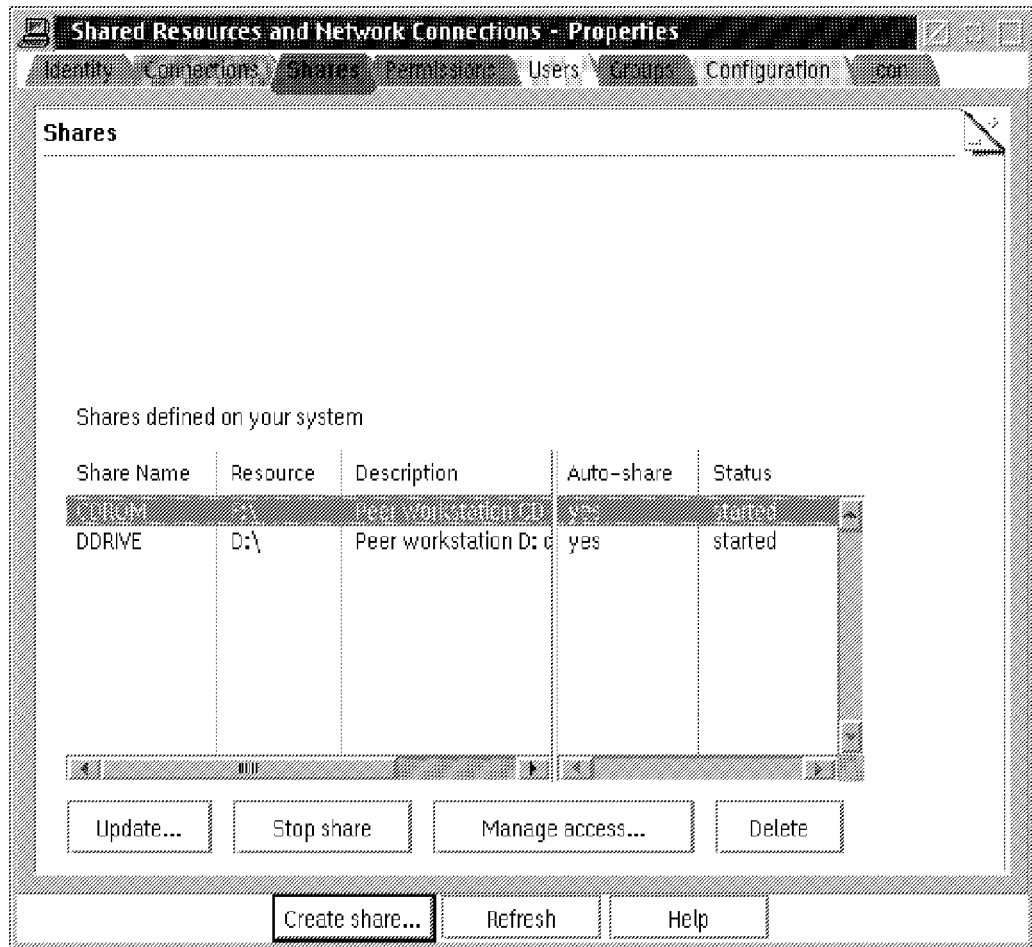 Shared Resources and Network Connections - Properties
Identity Connections Shares Permissions Users Groups Configuration Icon
Shares
Shares defined on your system
Share Name Resource Description Auto-share Status
CDROM Peer workstation CD yes started
DDRIVE D:\ Peer workstation D: d yes started
Update... Stop share Manage access... Delete
Create share... Refresh Help